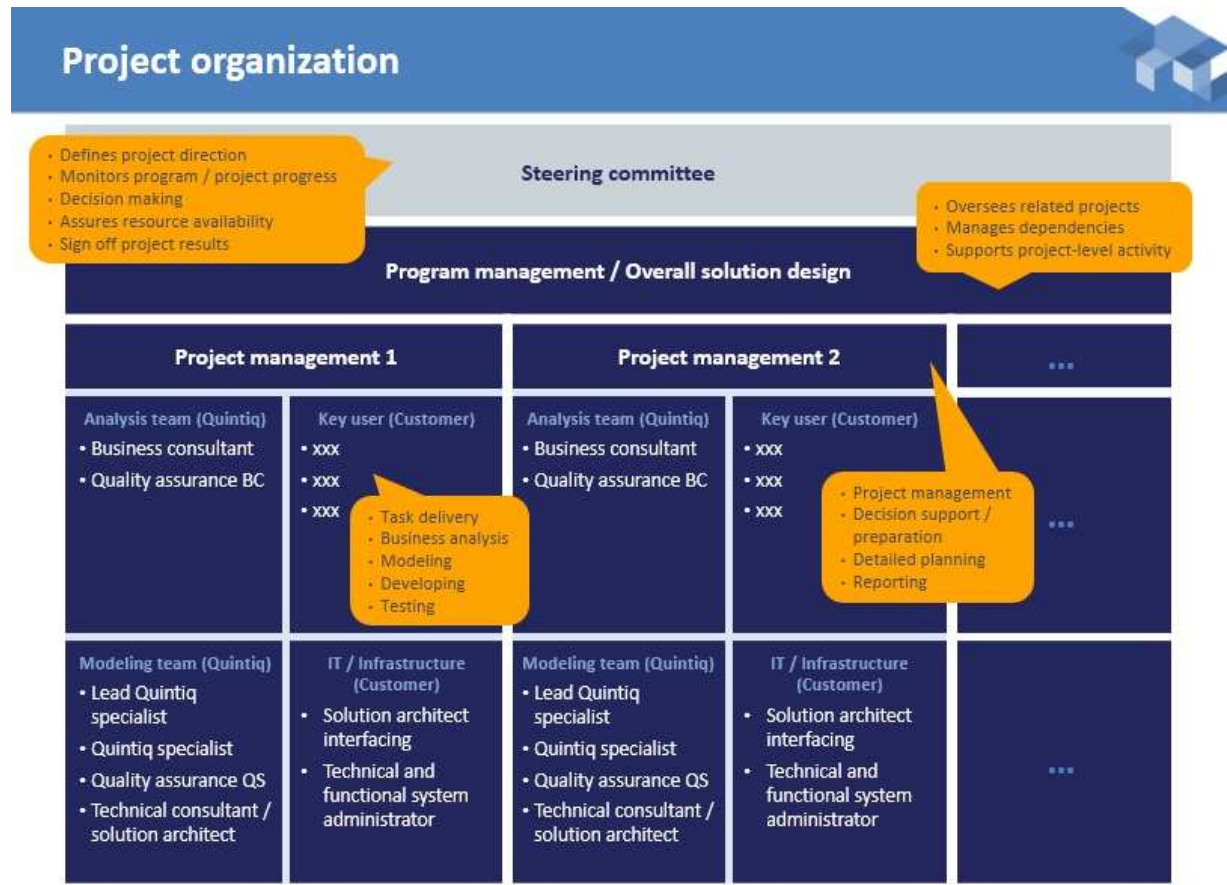 Project organization
• Defines project direction
• Monitors program / project progress
• Decision making
• Assures resource availability
• Sign off project results
Steering committee
• Oversees related projects
• Manages dependencies
• Supports project-level activity
Program management / Overall solution design
Project management 1
Project management 2
...
Analysis team (Quintiq)
• Business consultant
• Quality assurance BC
Key user (Customer)
• xxx
• xxx
• xxx
• Task delivery
• Business analysis
• Modeling
• Developing
• Testing
Analysis team (Quintiq)
• Business consultant
• Quality assurance BC
Key user (Customer)
• xxx
• xxx
• xxx
• Project management
• Decision support /
preparation
• Detailed planning
• Reporting
...
Modeling team (Quintiq)
• Lead Quintiq
specialist
• Quintiq specialist
• Quality assurance QS
• Technical consultant /
solution architect
IT / Infrastructure
(Customer)
• Solution architect
interfacing
• Technical and
functional system
administrator
Modeling team (Quintiq)
• Lead Quintiq
specialist
• Quintiq specialist
• Quality assurance QS
• Technical consultant /
solution architect
IT / Infrastructure
(Customer)
• Solution architect
interfacing
• Technical and
functional system
administrator
...